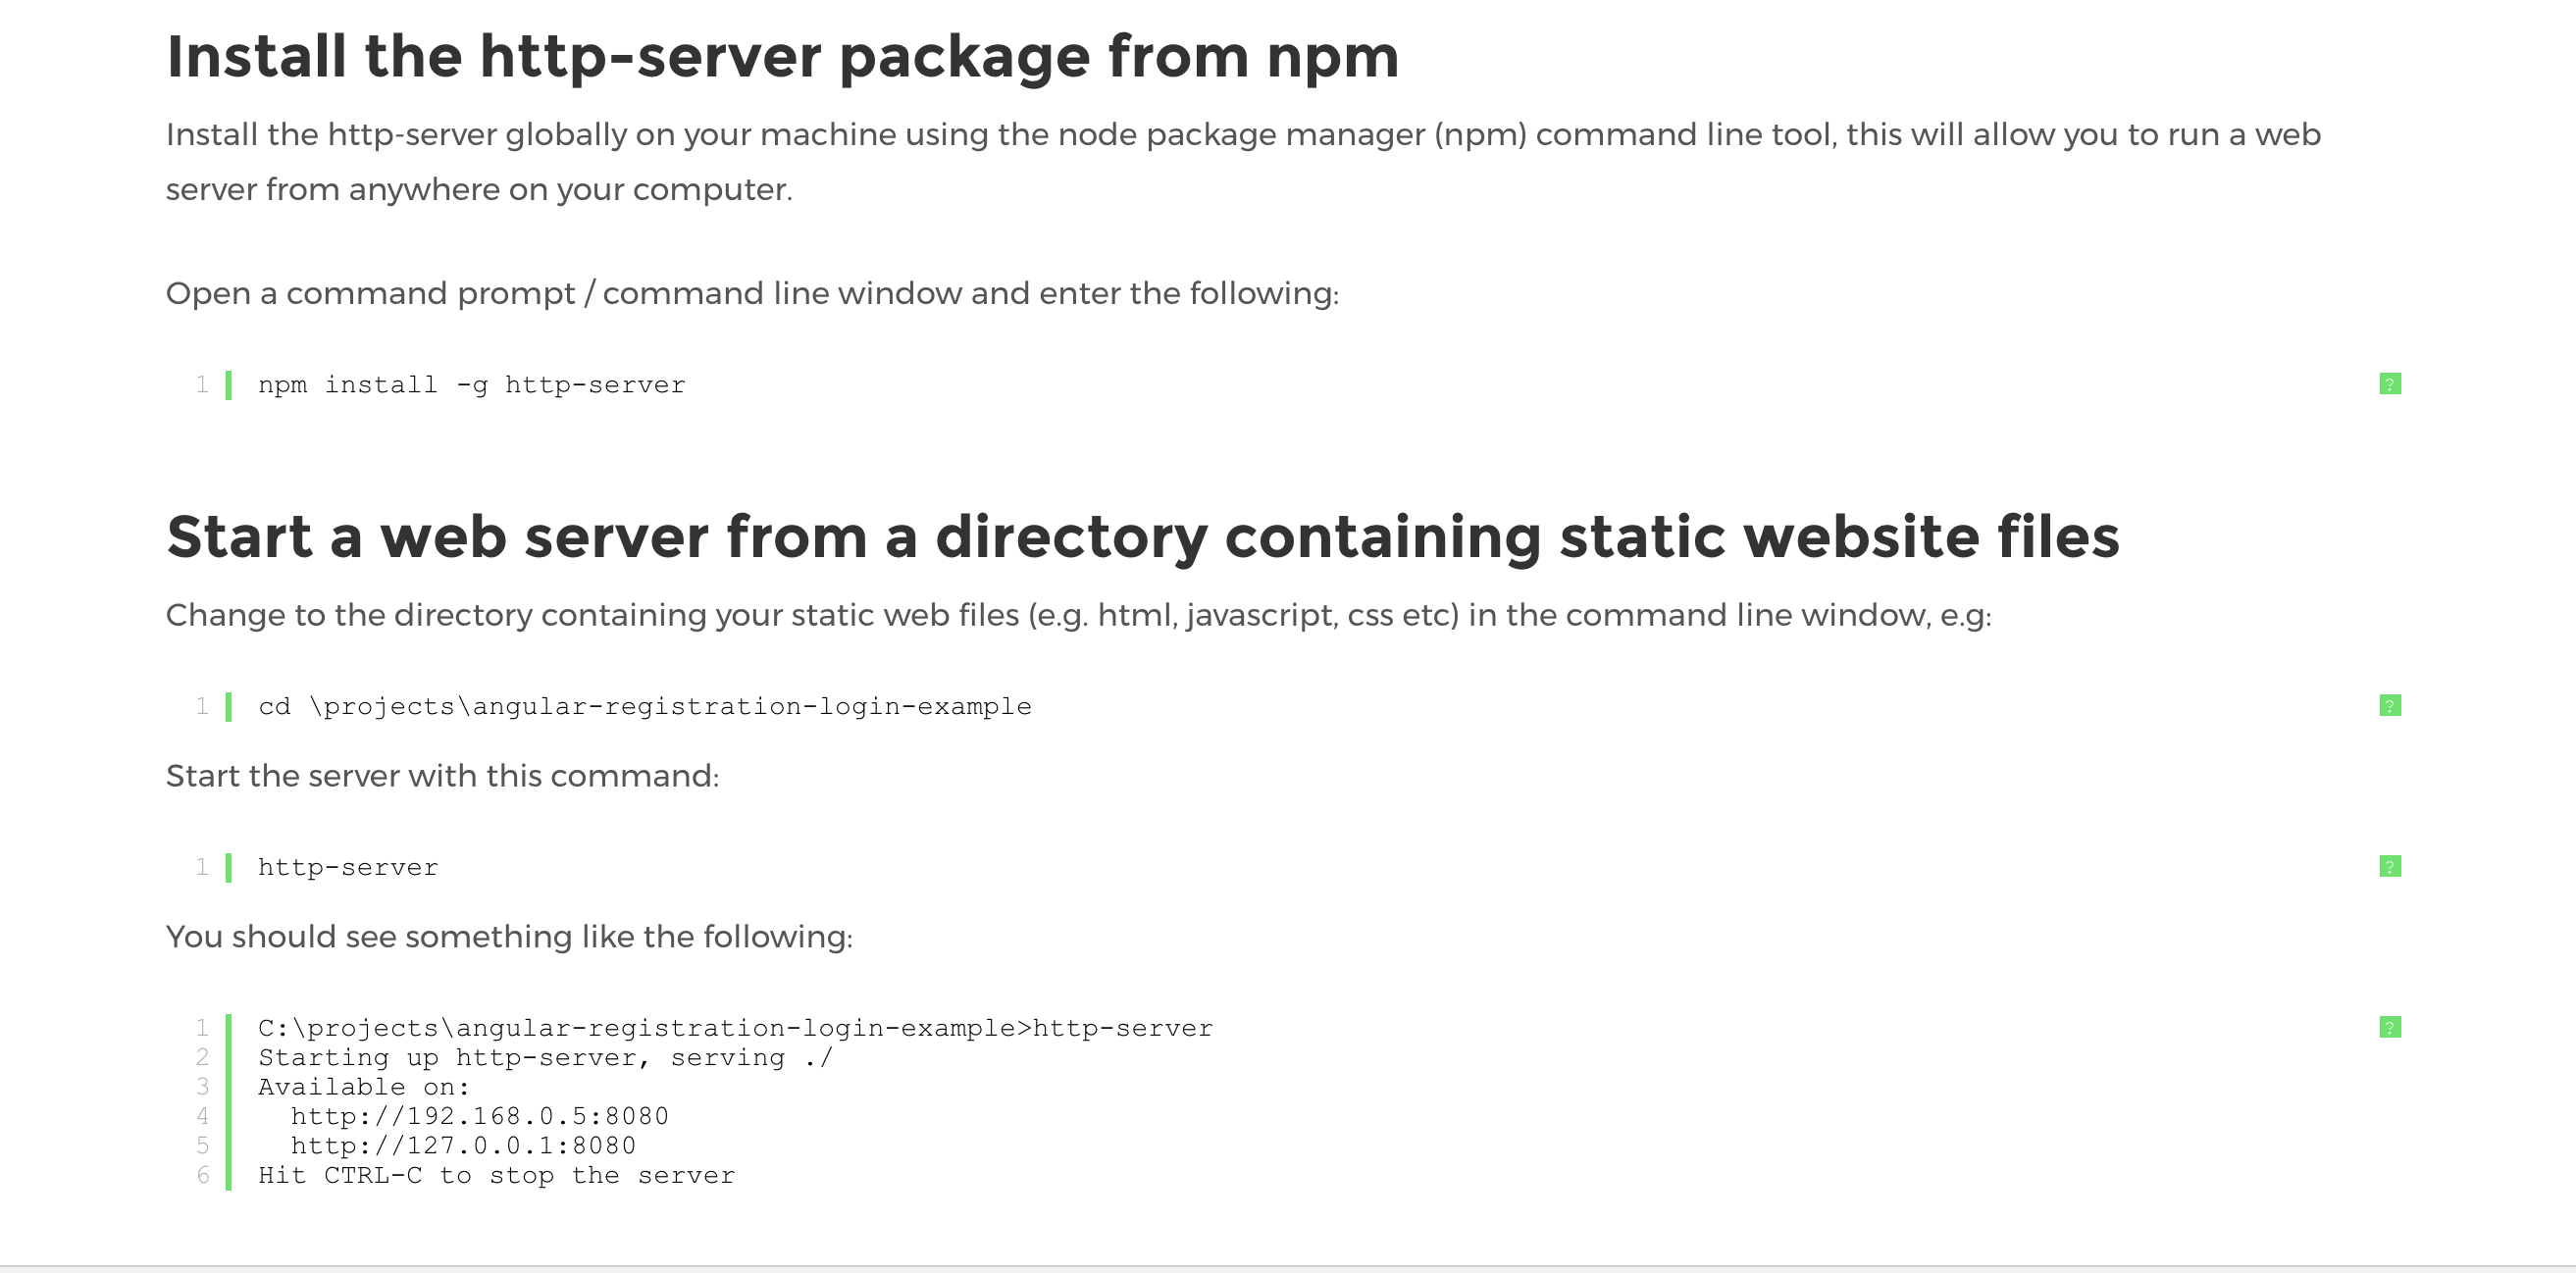 Install the http-server package from npm
Install the http-server globally on your machine using the node package manager (npm) command line tool, this will allow you to run a web
server from anywhere on your computer.
Open a command prompt / command line window and enter the following:
1 npm install -g http-server ?
Start a web server from a directory containing static website files
Change to the directory containing your static web files (e.g. html, javascript, css etc) in the command line window, e.g:
1 cd \projects\angular-registration-login-example ?
Start the server with this command:
1 http-server ?
You should see something like the following:
1 C:\projects\angular-registration-login-example>http-server ?
2 Starting up http-server, serving ./
3 Available on:
4   http://192.168.0.5:8080
5   http://127.0.0.1:8080
6 Hit CTRL-C to stop the server